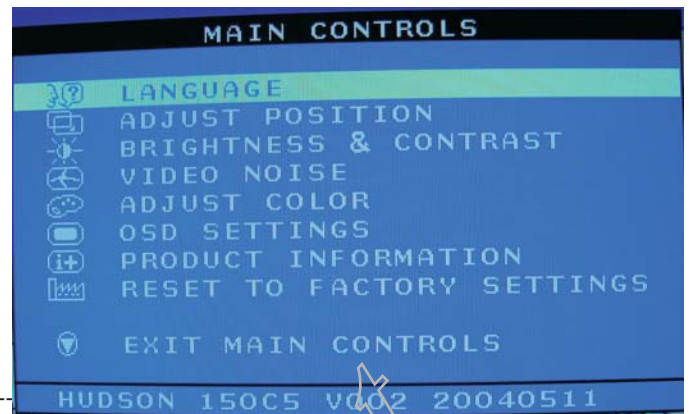 MAIN CONTROLS
LANGUAGE
ADJUST POSITION
BRIGHTNESS & CONTRAST
VIDEO NOISE
ADJUST COLOR
OSD SETTINGS
PRODUCT INFORMATION
RESET TO FACTORY SETTINGS
EXIT MAIN CONTROLS
HUDSON 150C5 V002 20040511